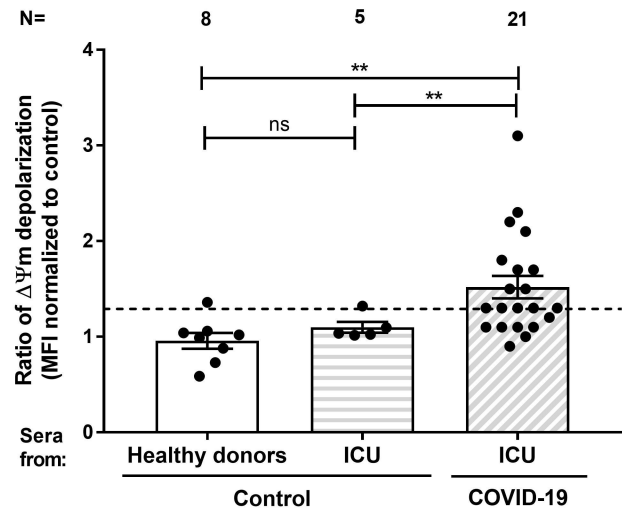 N= 8 5 21
Ratio of ΔΨm depolarization
(MFI normalized to control)
4
3
2
1
0
**
**
ns
Sera
from:
Healthy donors ICU ICU
Control COVID-19